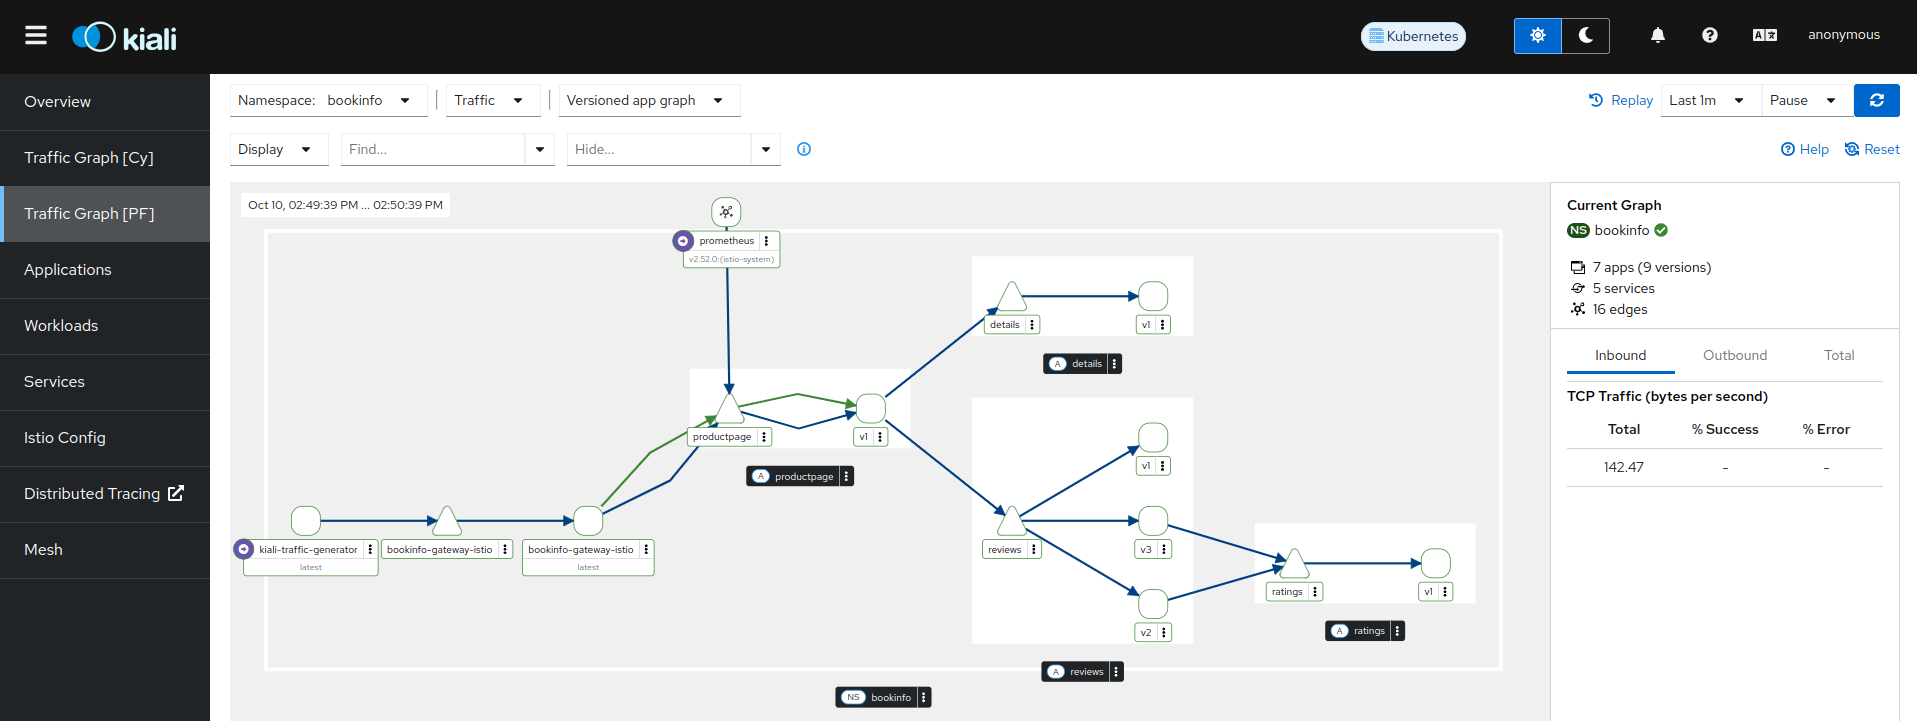 kiali
Kubernetes
anonymous
Overview
Traffic Graph [Cy]
Traffic Graph [PF]
Applications
Workloads
Services
Istio Config
Distributed Tracing
Mesh
Namespace: bookinfo
Traffic
Versioned app graph
Replay
Last 1m
Pause
Display
Find...
Hide...
Help
Reset
Oct 10, 02:49:39 PM ... 02:50:39 PM
prometheus
v2.52.0:(istio-system)
details
v1
A details
productpage
v1
A productpage
v1
kiali-traffic-generator
latest
bookinfo-gateway-istio
bookinfo-gateway-istio
latest
reviews
v3
v2
A reviews
ratings
v1
A ratings
NS bookinfo
Current Graph
NS bookinfo
7 apps (9 versions)
5 services
16 edges
Inbound
Outbound
Total
TCP Traffic (bytes per second)
Total
% Success
% Error
142.47
-
-